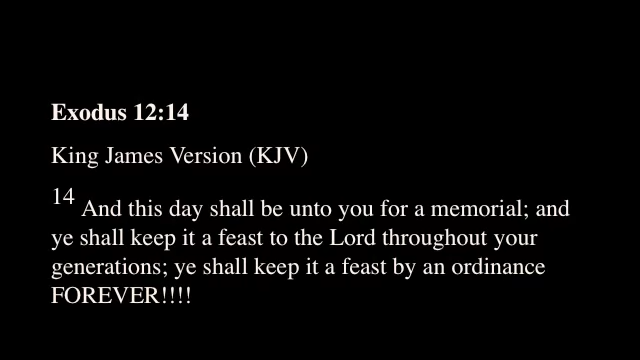 Exodus 12:14
King James Version (KJV)
14 And this day shall be unto you for a memorial; and
ye shall keep it a feast to the Lord throughout your
generations; ye shall keep it a feast by an ordinance
FOREVER!!!!